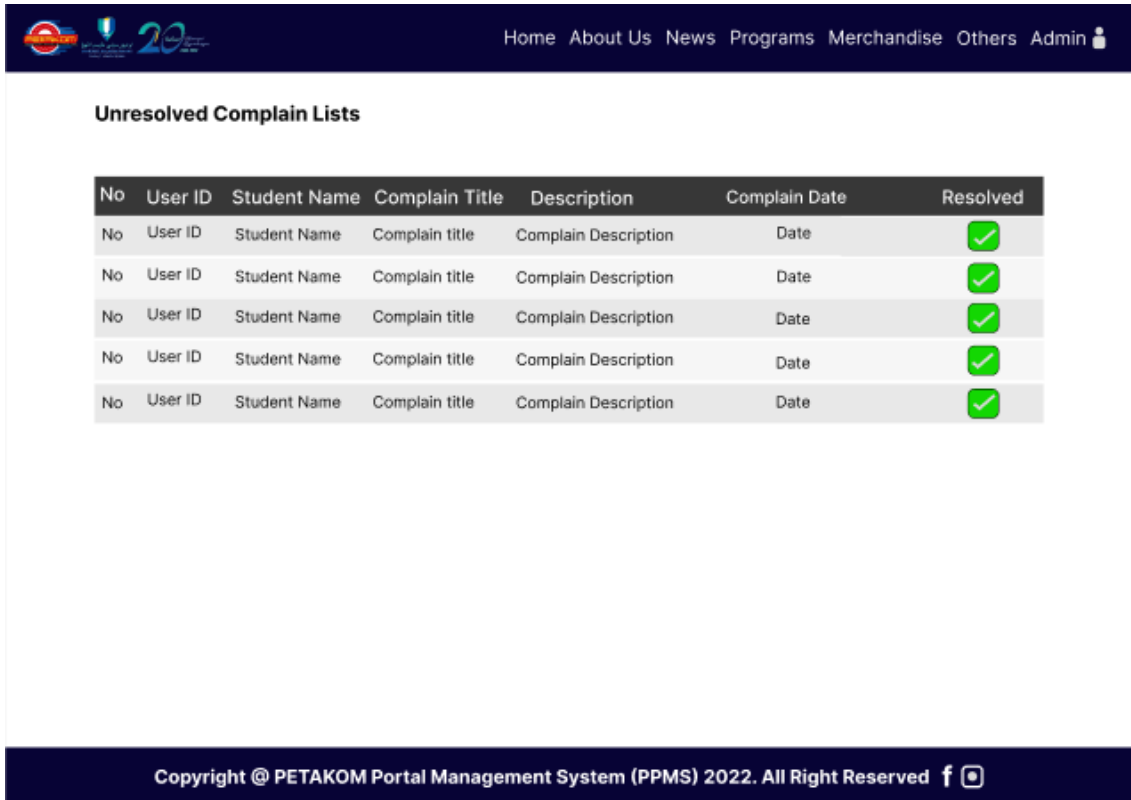 PETAKOM
20
Home About Us News Programs Merchandise Others Admin
Unresolved Complain Lists
No User ID Student Name Complain Title Description Complain Date Resolved
No User ID Student Name Complain title Complain Description Date
No User ID Student Name Complain title Complain Description Date
No User ID Student Name Complain title Complain Description Date
No User ID Student Name Complain title Complain Description Date
No User ID Student Name Complain title Complain Description Date
Copyright @ PETAKOM Portal Management System (PPMS) 2022. All Right Reserved f